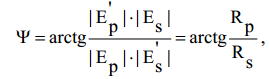 Ψ = arctg |E'p|·|Es| / |Ep|·|E's| = arctg Rp / Rs ,